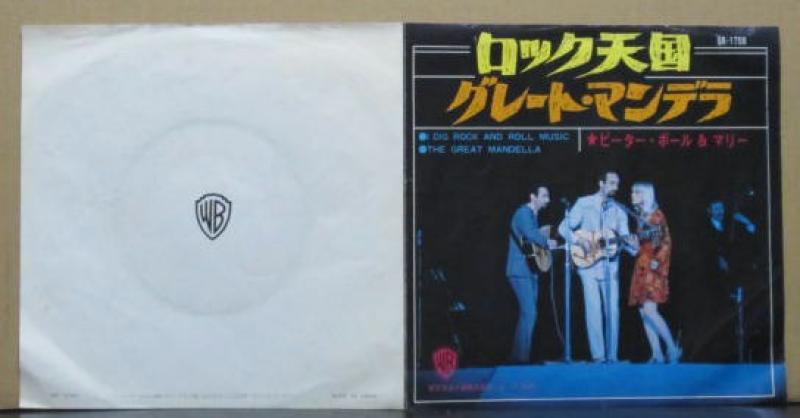 WB
ロック天国
グレート・マンデラ
●I DIG ROCK AND ROLL MUSIC
●THE GREAT MANDELLA
★ピーター・ポール & マリー
WB